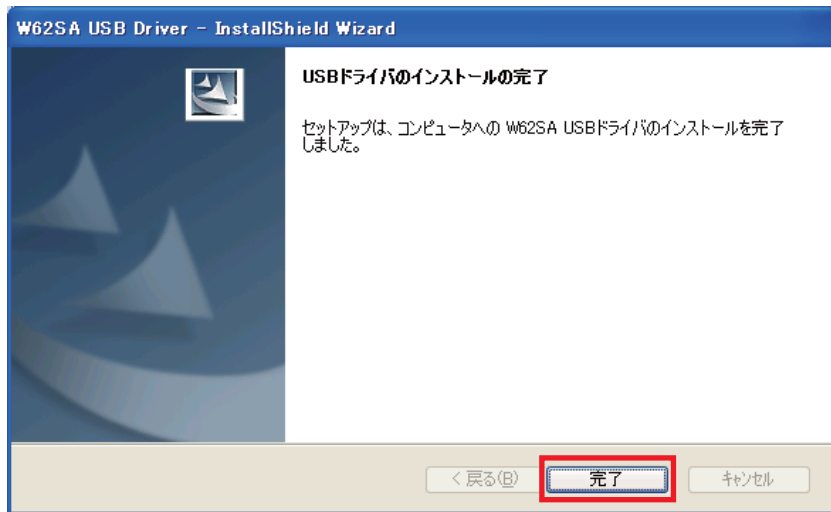 W62SA USB Driver - InstallShield Wizard
USBドライバのインストールの完了
セットアップは、コンピュータへの W62SA USBドライバのインストールを完了
しました。
< 戻る(B)
完了
キャンセル